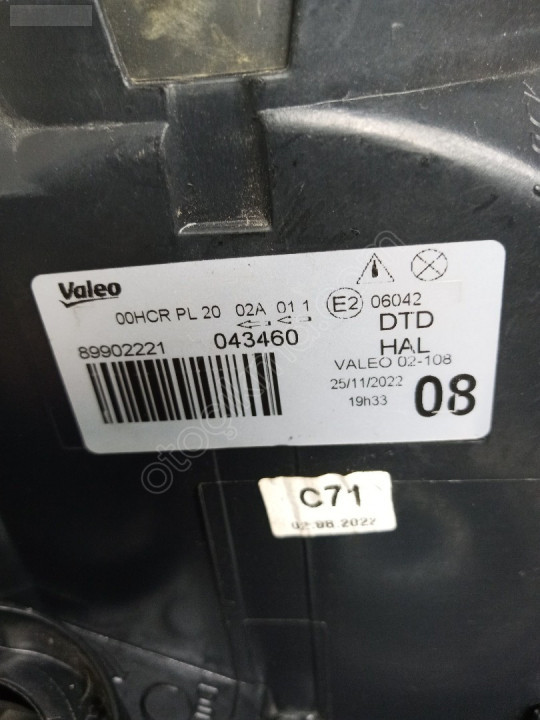 Valeo
00HCR PL 20 02A 01 1 E2 06042
DTD
89902221 043460 HAL
VALEO 02-108
25/11/2022
19h33
08
C71
02.08.2022